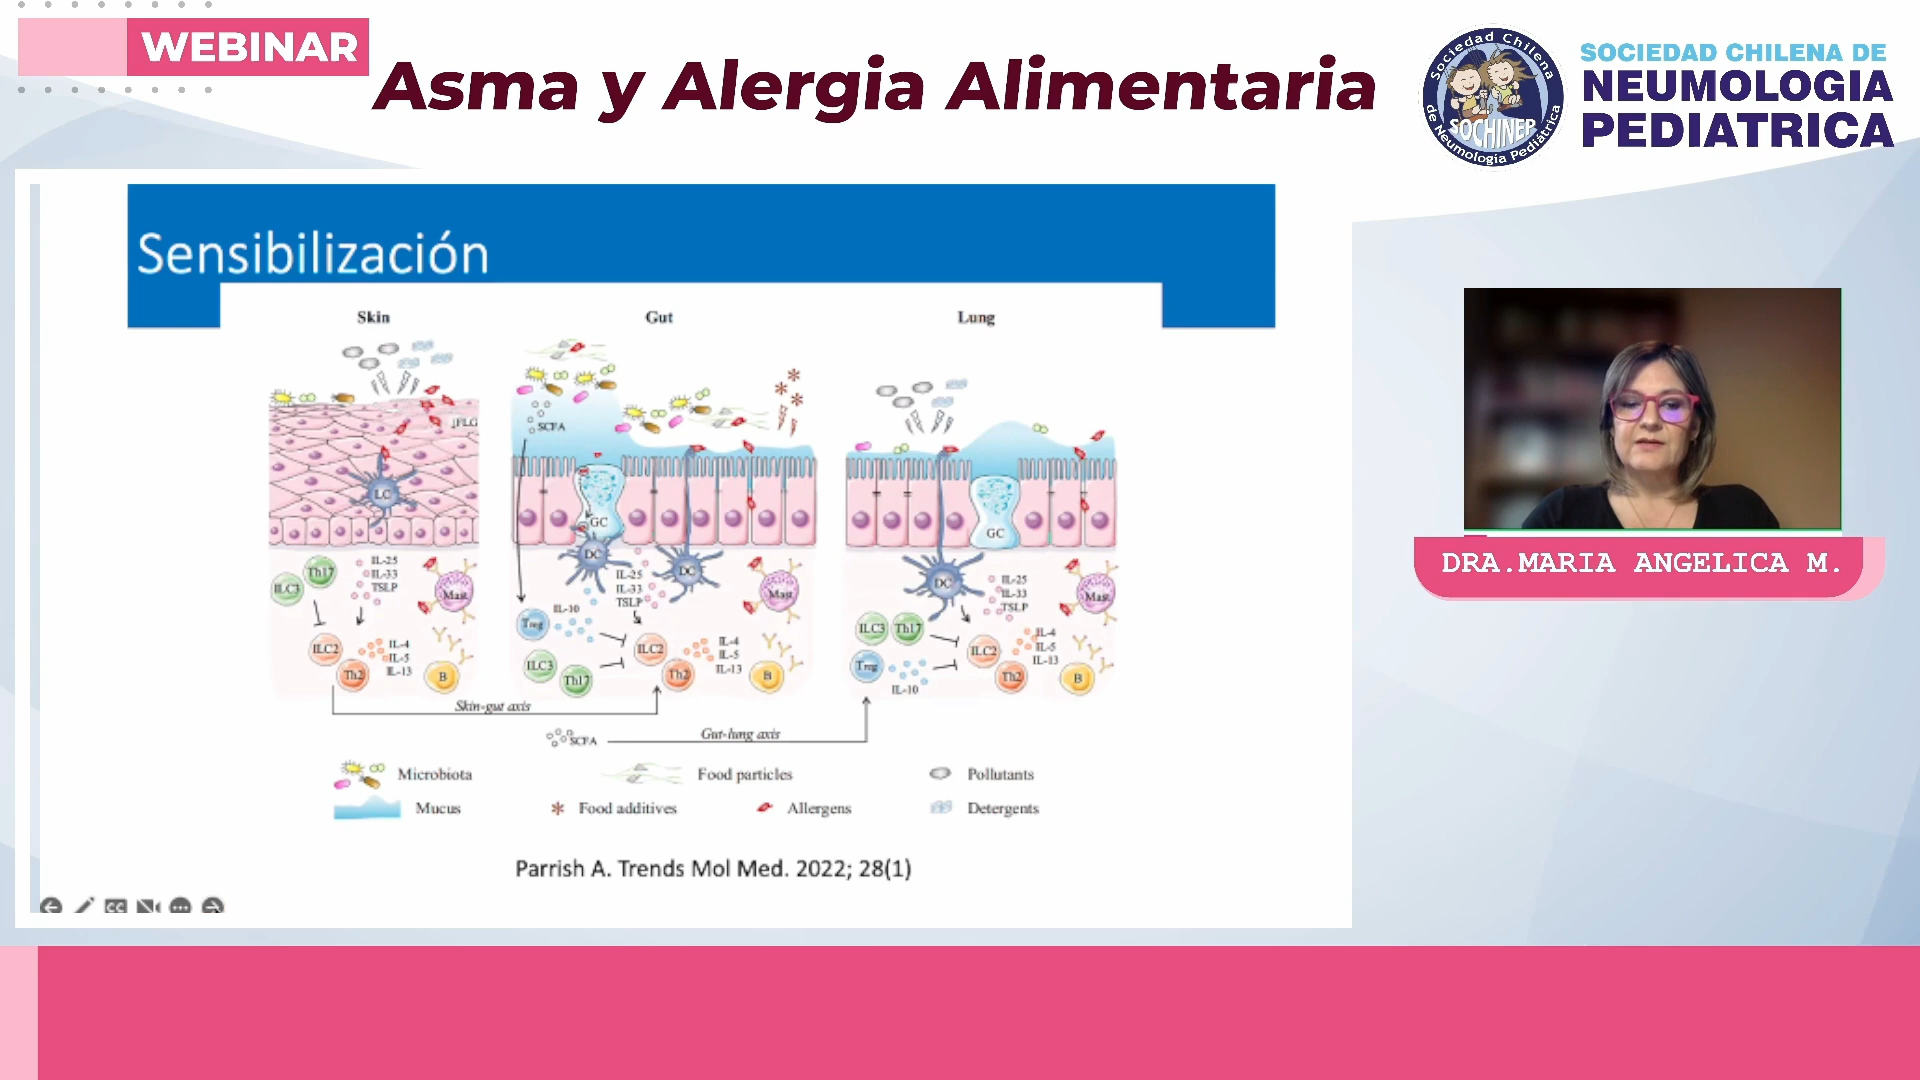 WEBINAR
Asma y Alergia Alimentaria
Sociedad Chilena
de Neumología Pediátrica
SOCHINEP
SOCIEDAD CHILENA DE
NEUMOLOGIA
PEDIATRICA
Sensibilización
Skin
Gut
Lung
SCFA
LC
GC
GC
DC
DC
DC
Th17
ILC3
IL-25
IL-33
TSLP
Mast
ILC2
Th2
IL-4
IL-5
IL-13
B
IL-25
IL-33
TSLP
Mast
IL-10
Treg
ILC3
Th17
ILC2
Th2
IL-4
IL-5
IL-13
B
IL-25
IL-33
TSLP
Mast
ILC3
Th17
Treg
IL-10
ILC2
Th2
IL-4
IL-5
IL-13
B
Skin-gut axis
SCFA
Gut-lung axis
Microbiota
Food particles
Pollutants
Mucus
Food additives
Allergens
Detergents
Parrish A. Trends Mol Med. 2022; 28(1)
CC
DRA.MARIA ANGELICA M.